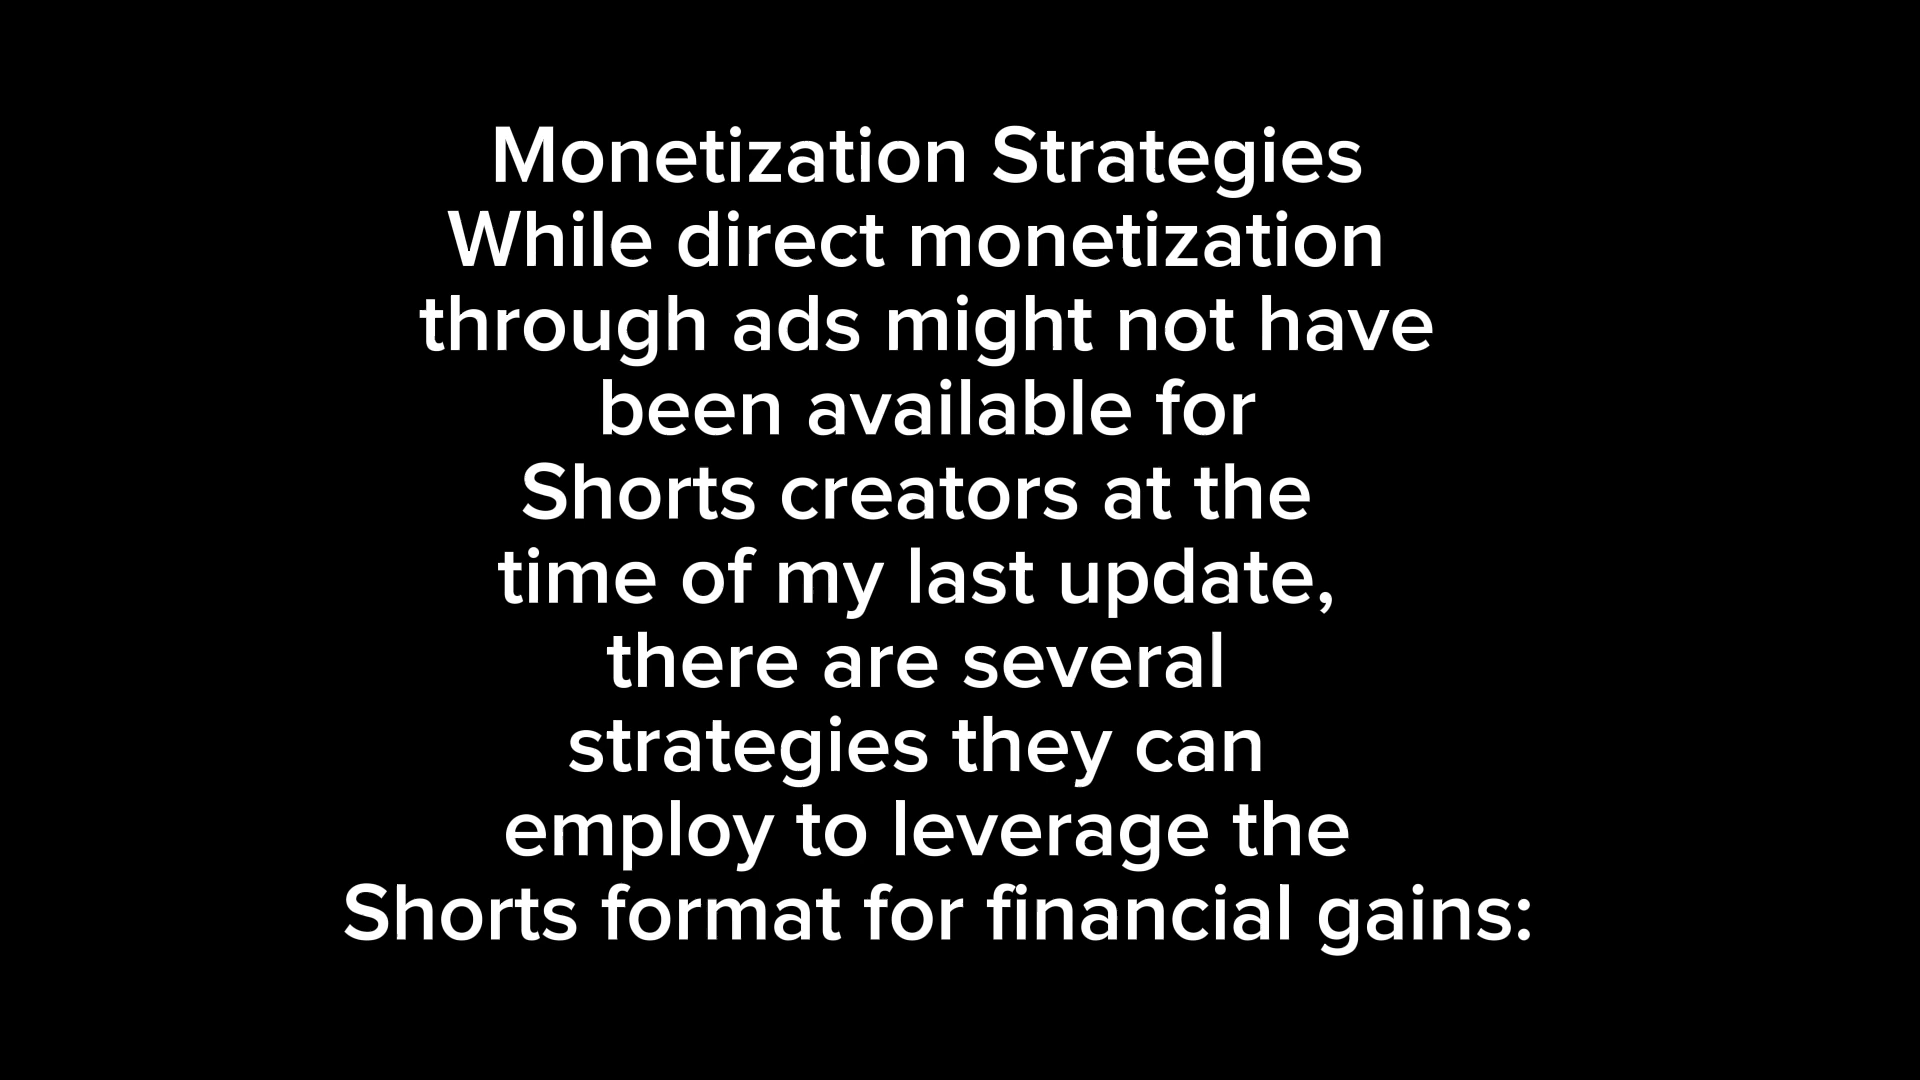 Monetization Strategies
While direct monetization
through ads might not have
been available for
Shorts creators at the
time of my last update,
there are several
strategies they can
employ to leverage the
Shorts format for financial gains: